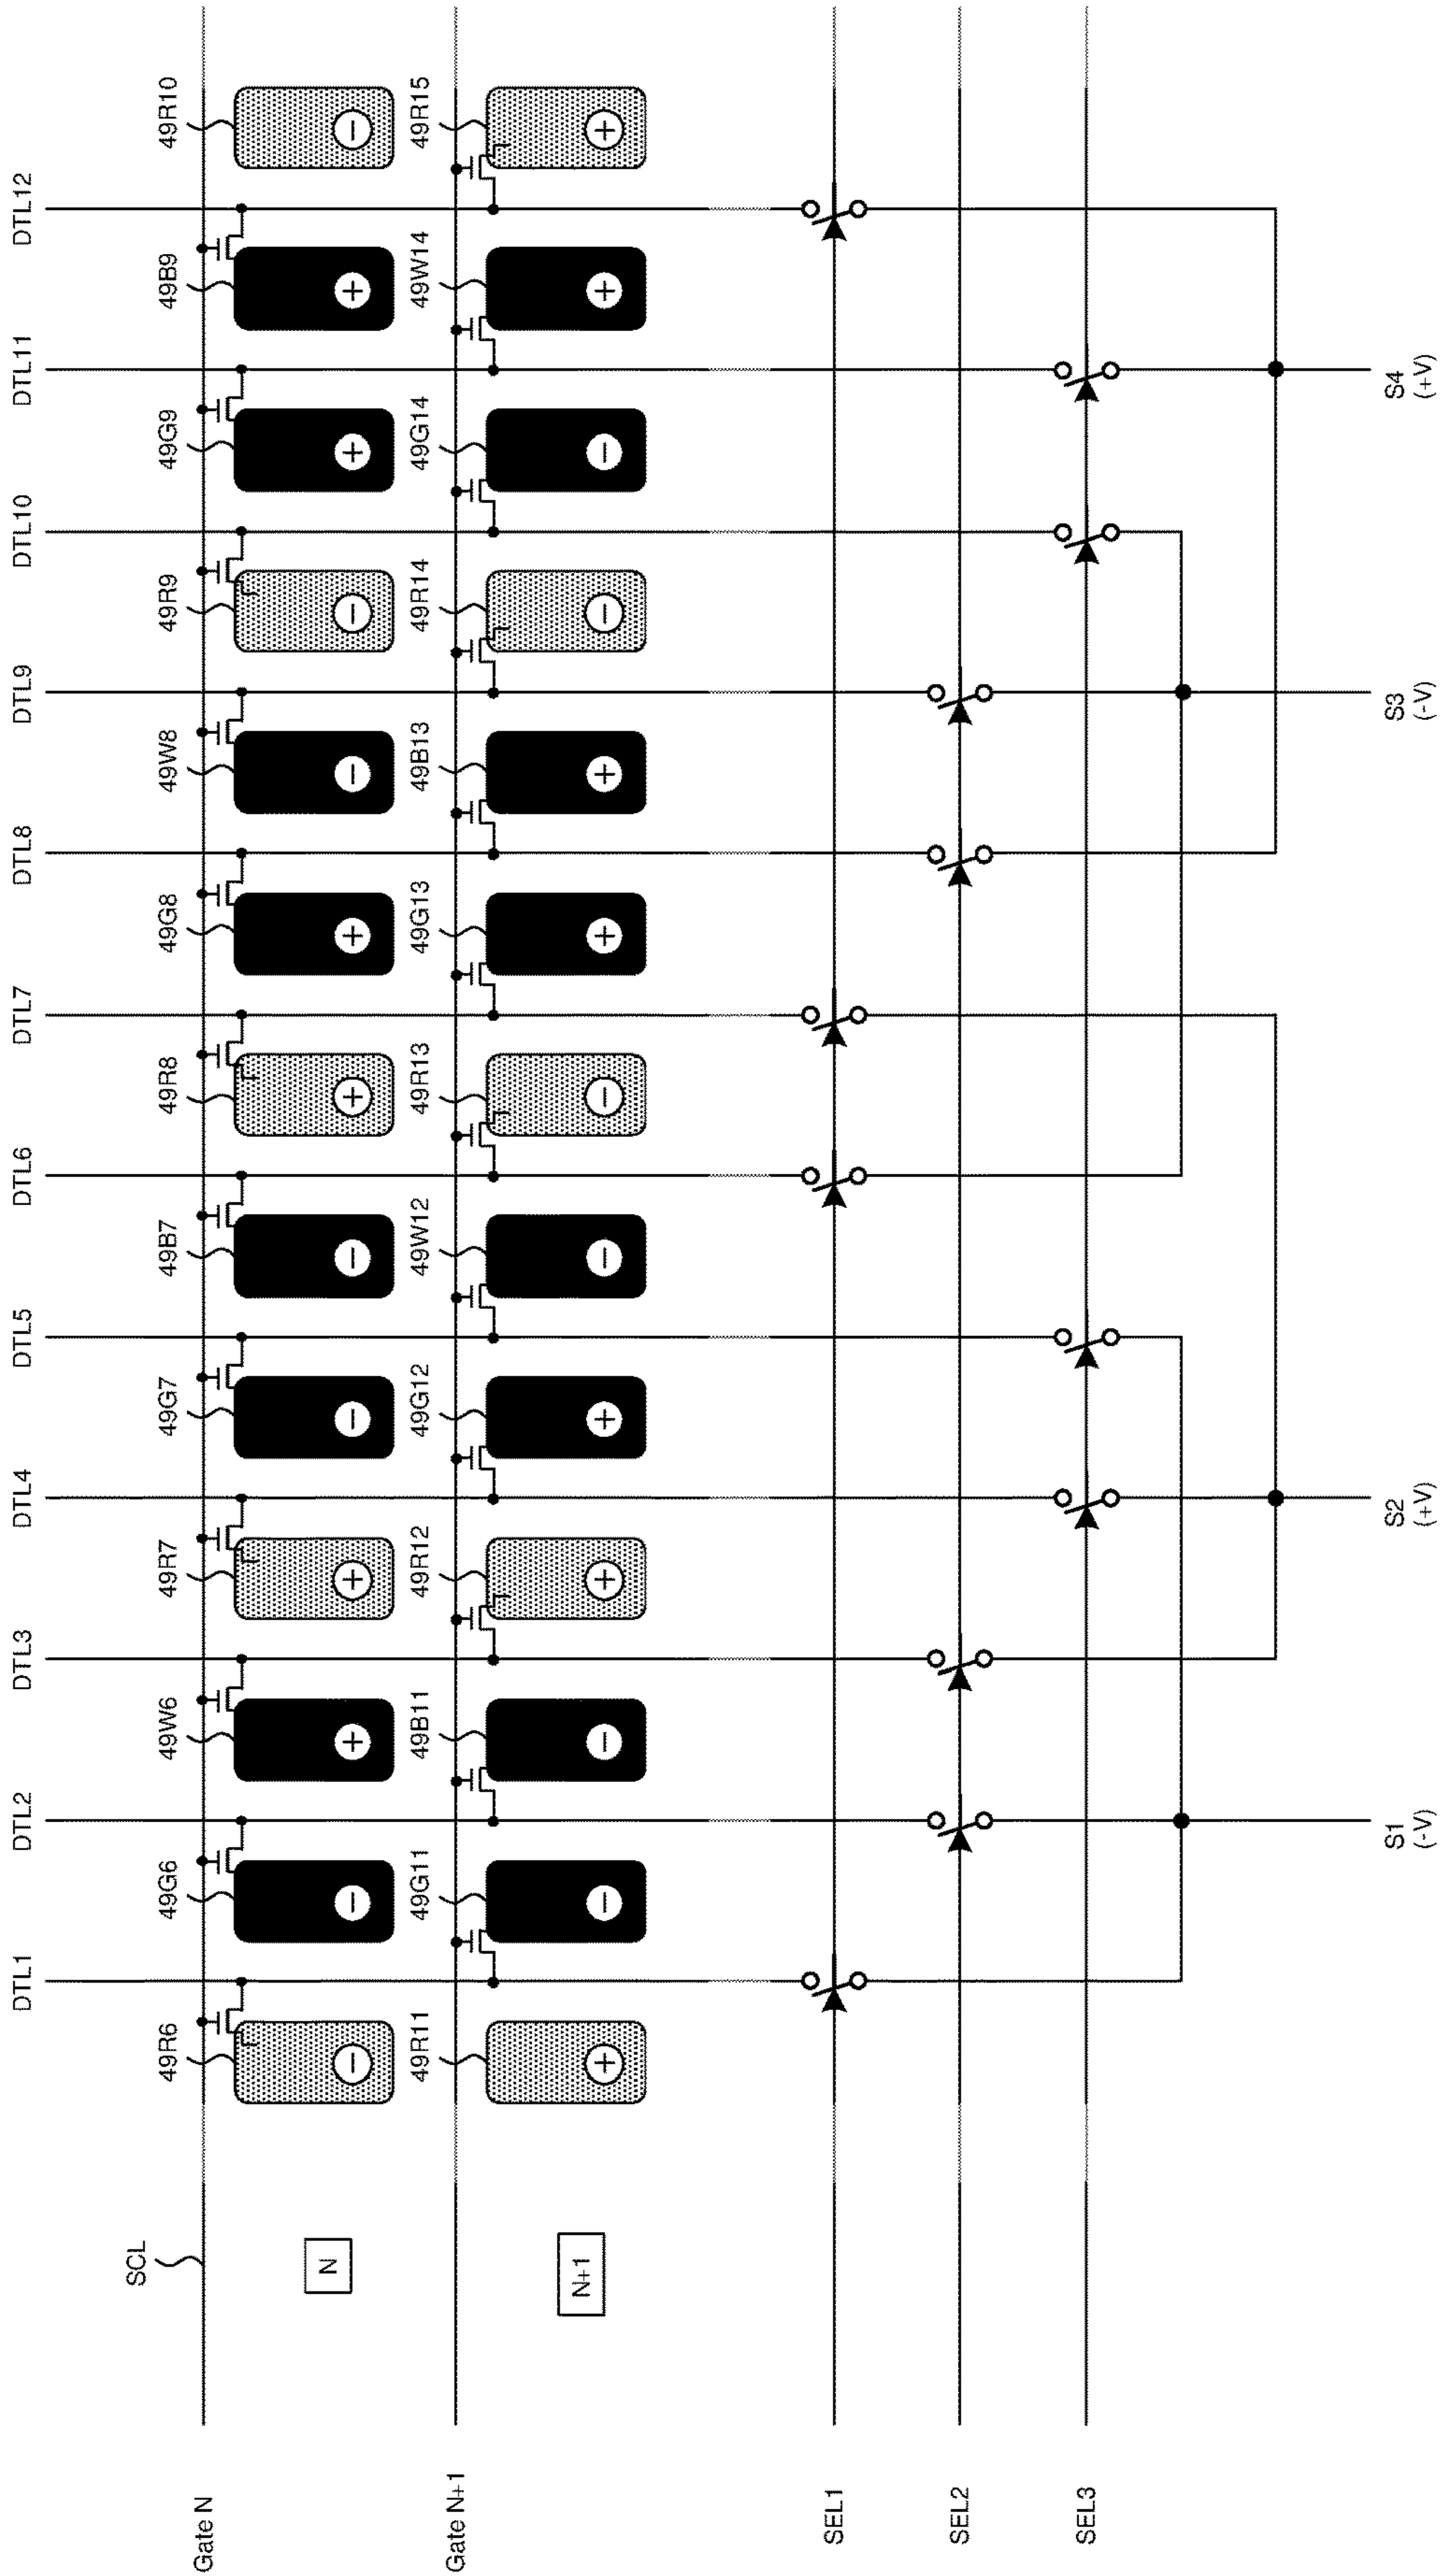 DTL1 DTL2 DTL3 DTL4 DTL5 DTL6 DTL7 DTL8 DTL9 DTL10 DTL11 DTL12
SCL
49R6 49G6 49W6 49R7 49G7 49B7 49R8 49G8 49W8 49R9 49G9 49B9 49R10
Gate N
− − + + − − + + − − + + −
N
49R11 49G11 49B11 49R12 49G12 49W12 49R13 49G13 49B13 49R14 49G14 49W14 49R15
Gate N+1
+ − − + + − − + + − − + +
N+1
SEL1
SEL2
SEL3
S1 S2 S3 S4
(-V) (+V) (-V) (+V)